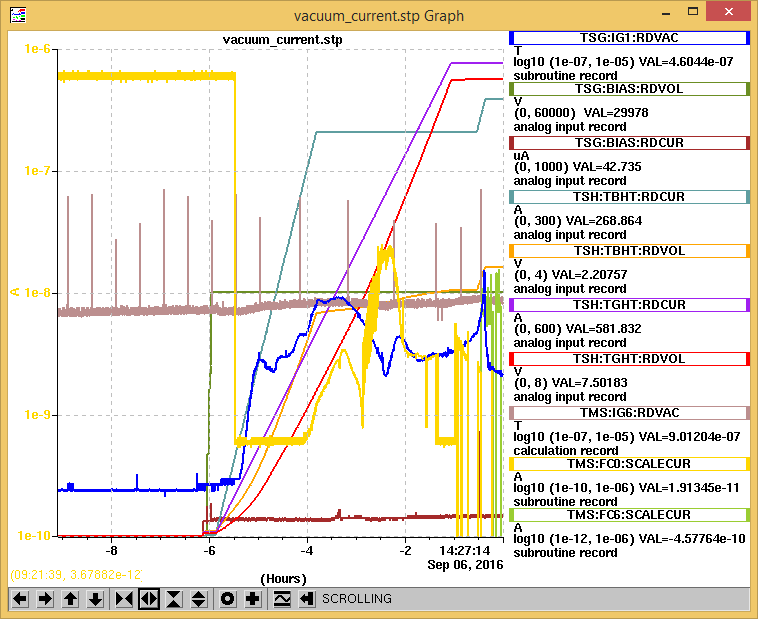 vacuum_current.stp Graph
vacuum_current.stp
1e-6
1e-7
1e-8
1e-9
1e-10
A
-8
-6
-4
-2
14:27:14
Sep 06, 2016
(Hours)
(09:21:39, 3.67882e-12
TSG:IG1:RDVAC
T
log10 (1e-07, 1e-05) VAL=4.6044e-07
subroutine record
TSG:BIAS:RDVOL
V
(0, 60000) VAL=29978
analog input record
TSG:BIAS:RDCUR
uA
(0, 1000) VAL=42.735
analog input record
TSH:TBHT:RDCUR
A
(0, 300) VAL=268.864
analog input record
TSH:TBHT:RDVOL
V
(0, 4) VAL=2.20757
analog input record
TSH:TGHT:RDCUR
A
(0, 600) VAL=581.832
analog input record
TSH:TGHT:RDVOL
V
(0, 8) VAL=7.50183
analog input record
TMS:IG6:RDVAC
T
log10 (1e-07, 1e-05) VAL=9.01204e-07
calculation record
TMS:FC0:SCALECUR
A
log10 (1e-10, 1e-06) VAL=1.91345e-11
subroutine record
TMS:FC6:SCALECUR
A
log10 (1e-12, 1e-06) VAL=-4.57764e-10
subroutine record
SCROLLING